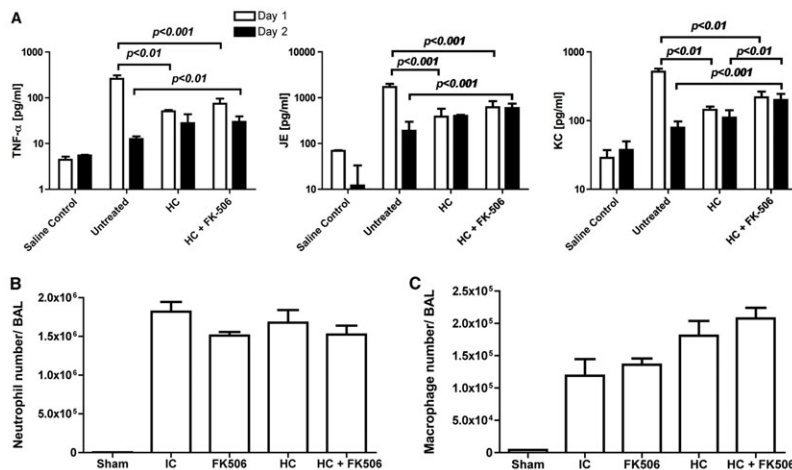 A
Day 1
Day 2
TNF-α [pg/ml]
1000
100
10
1
p<0.001
p<0.01
p<0.01
Saline Control
Untreated
HC
HC + FK-506
JE [pg/ml]
10000
1000
100
10
p<0.001
p<0.001
p<0.001
Saline Control
Untreated
HC
HC + FK-506
KC [pg/ml]
1000
100
10
p<0.001
p<0.01
p<0.01
p<0.001
Saline Control
Untreated
HC
HC + FK-506
B
Neutrophil number/ BAL
2.0x10⁶
1.5x10⁶
1.0x10⁶
5.0x10⁵
0
Sham
IC
FK506
HC
HC + FK506
C
Macrophage number/ BAL
2.5x10⁵
2.0x10⁵
1.5x10⁵
1.0x10⁵
5.0x10⁴
0
Sham
IC
FK506
HC
HC + FK506